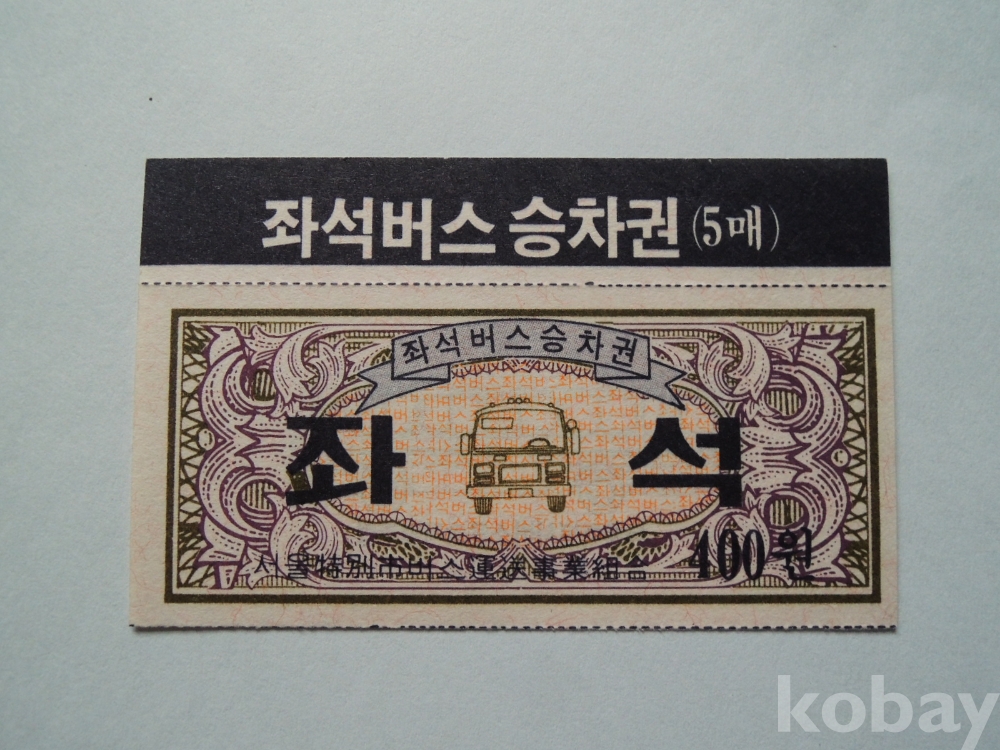 좌석버스 승차권 (5매)
좌석버스승차권
좌 석
서울特別市버스運送事業組合 400원
kobay